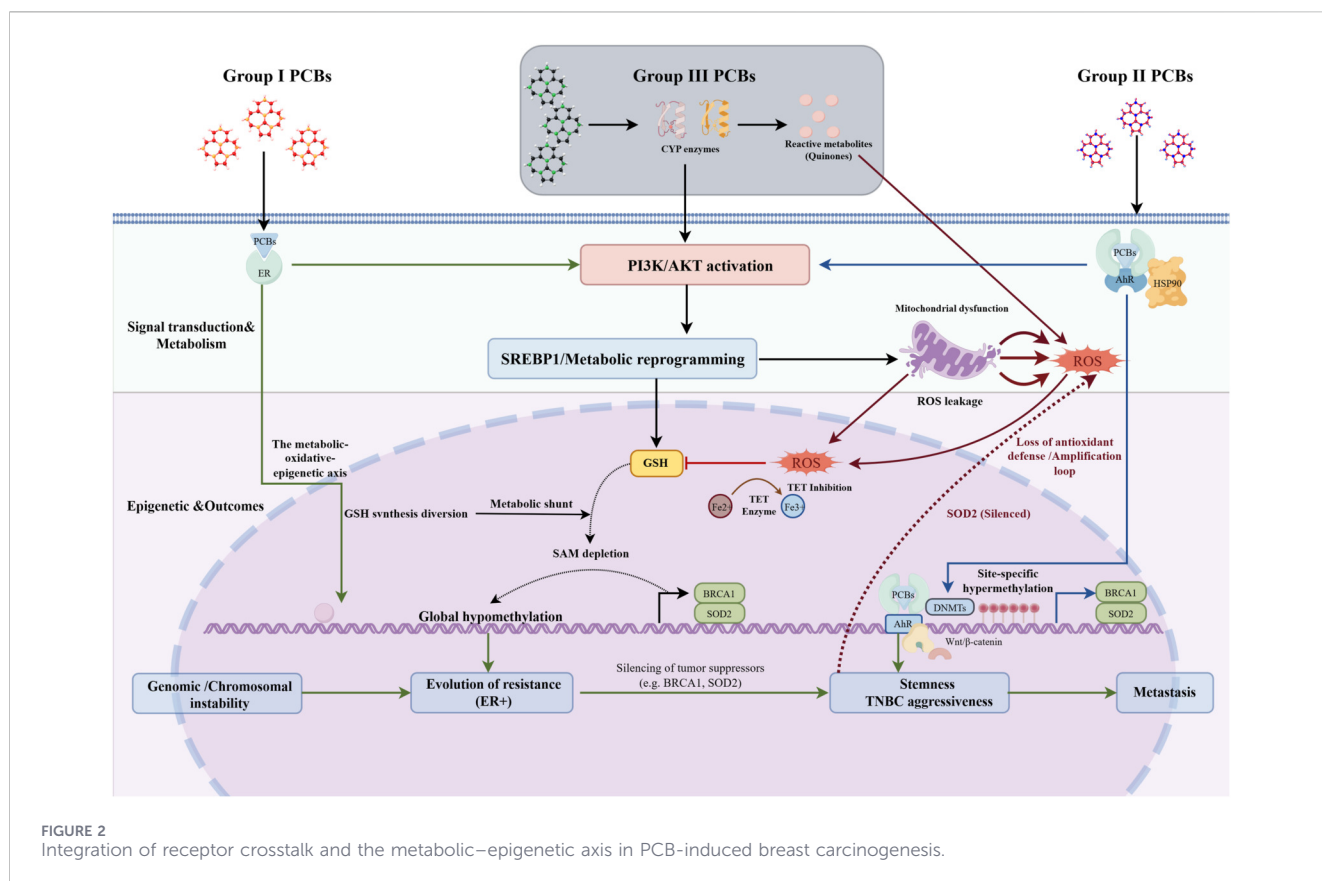 Group I PCBs
Group III PCBs
Group II PCBs
CYP enzymes
Reactive metabolites
(Quinones)
PCBs
ER
PI3K/AKT activation
PCBs
AhR
HSP90
Signal transduction&
Metabolism
Mitochondrial dysfunction
SREBP1/Metabolic reprogramming
ROS
ROS leakage
The metabolic-
oxidative-
epigenetic axis
Loss of antioxidant
defense /Amplification
loop
GSH
ROS
TET Inhibition
Fe2+
TET
Enzyme
Fe3+
Epigenetic &Outcomes
GSH synthesis diversion
Metabolic shunt
SOD2 (Silenced)
SAM depletion
Site-specific
hypermethylation
BRCA1
SOD2
PCBs
DNMTs
BRCA1
SOD2
Global hypomethylation
AhR
Wnt/β-catenin
Genomic /Chromosomal
instability
Evolution of resistance
(ER+)
Silencing of tumor suppressors
(e.g. BRCA1, SOD2)
Stemness
TNBC aggressiveness
Metastasis
FIGURE 2
Integration of receptor crosstalk and the metabolic–epigenetic axis in PCB-induced breast carcinogenesis.